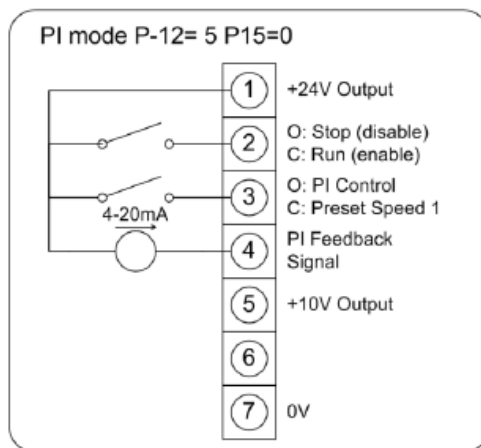 PI mode P-12= 5 P15=0
1 +24V Output
2 O: Stop (disable)
C: Run (enable)
3 O: PI Control
C: Preset Speed 1
4-20mA
4 PI Feedback
Signal
5 +10V Output
6
7 0V